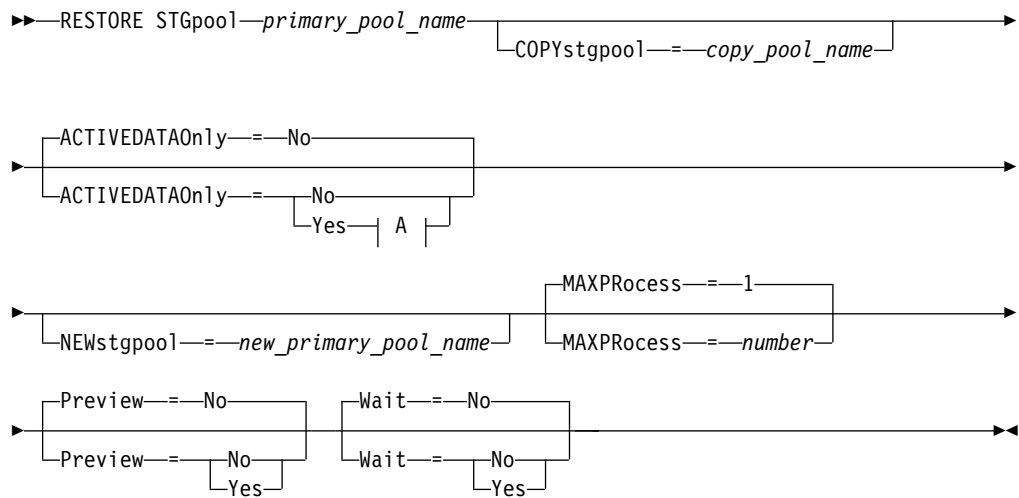 RESTORE STGpool primary_pool_name
COPYstgpool = copy_pool_name
ACTIVEDATAOnly = No
ACTIVEDATAOnly = No
Yes A
NEWstgpool = new_primary_pool_name
MAXPRocess = 1
MAXPRocess = number
Preview = No
Preview = No
Yes
Wait = No
Wait = No
Yes